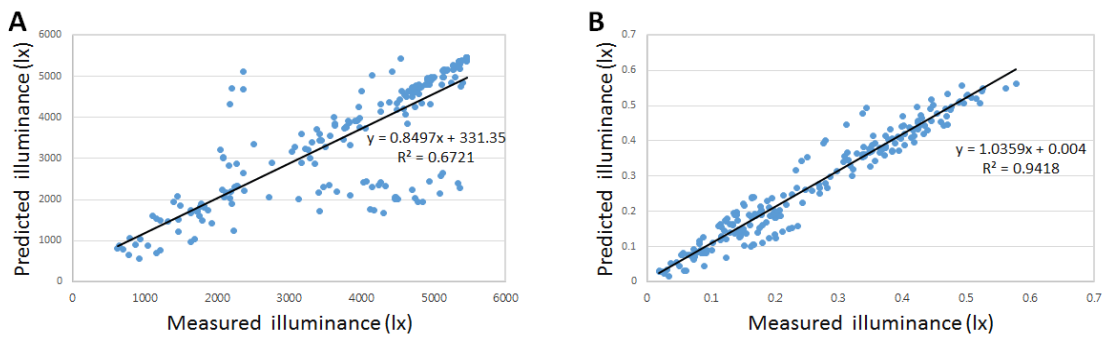 A
Predicted illuminance (lx)
6000
5000
4000
3000
2000
1000
0
y = 0.8497x + 331.35
R² = 0.6721
0 1000 2000 3000 4000 5000 6000
Measured illuminance (lx)
B
Predicted illuminance (lx)
0.7
0.6
0.5
0.4
0.3
0.2
0.1
0
y = 1.0359x + 0.004
R² = 0.9418
0 0.1 0.2 0.3 0.4 0.5 0.6 0.7
Measured illuminance (lx)